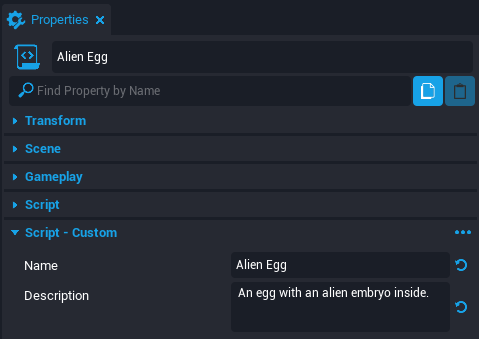 Properties
Alien Egg
Find Property by Name
Transform
Scene
Gameplay
Script
Script - Custom
Name
Alien Egg
Description
An egg with an alien embryo inside.